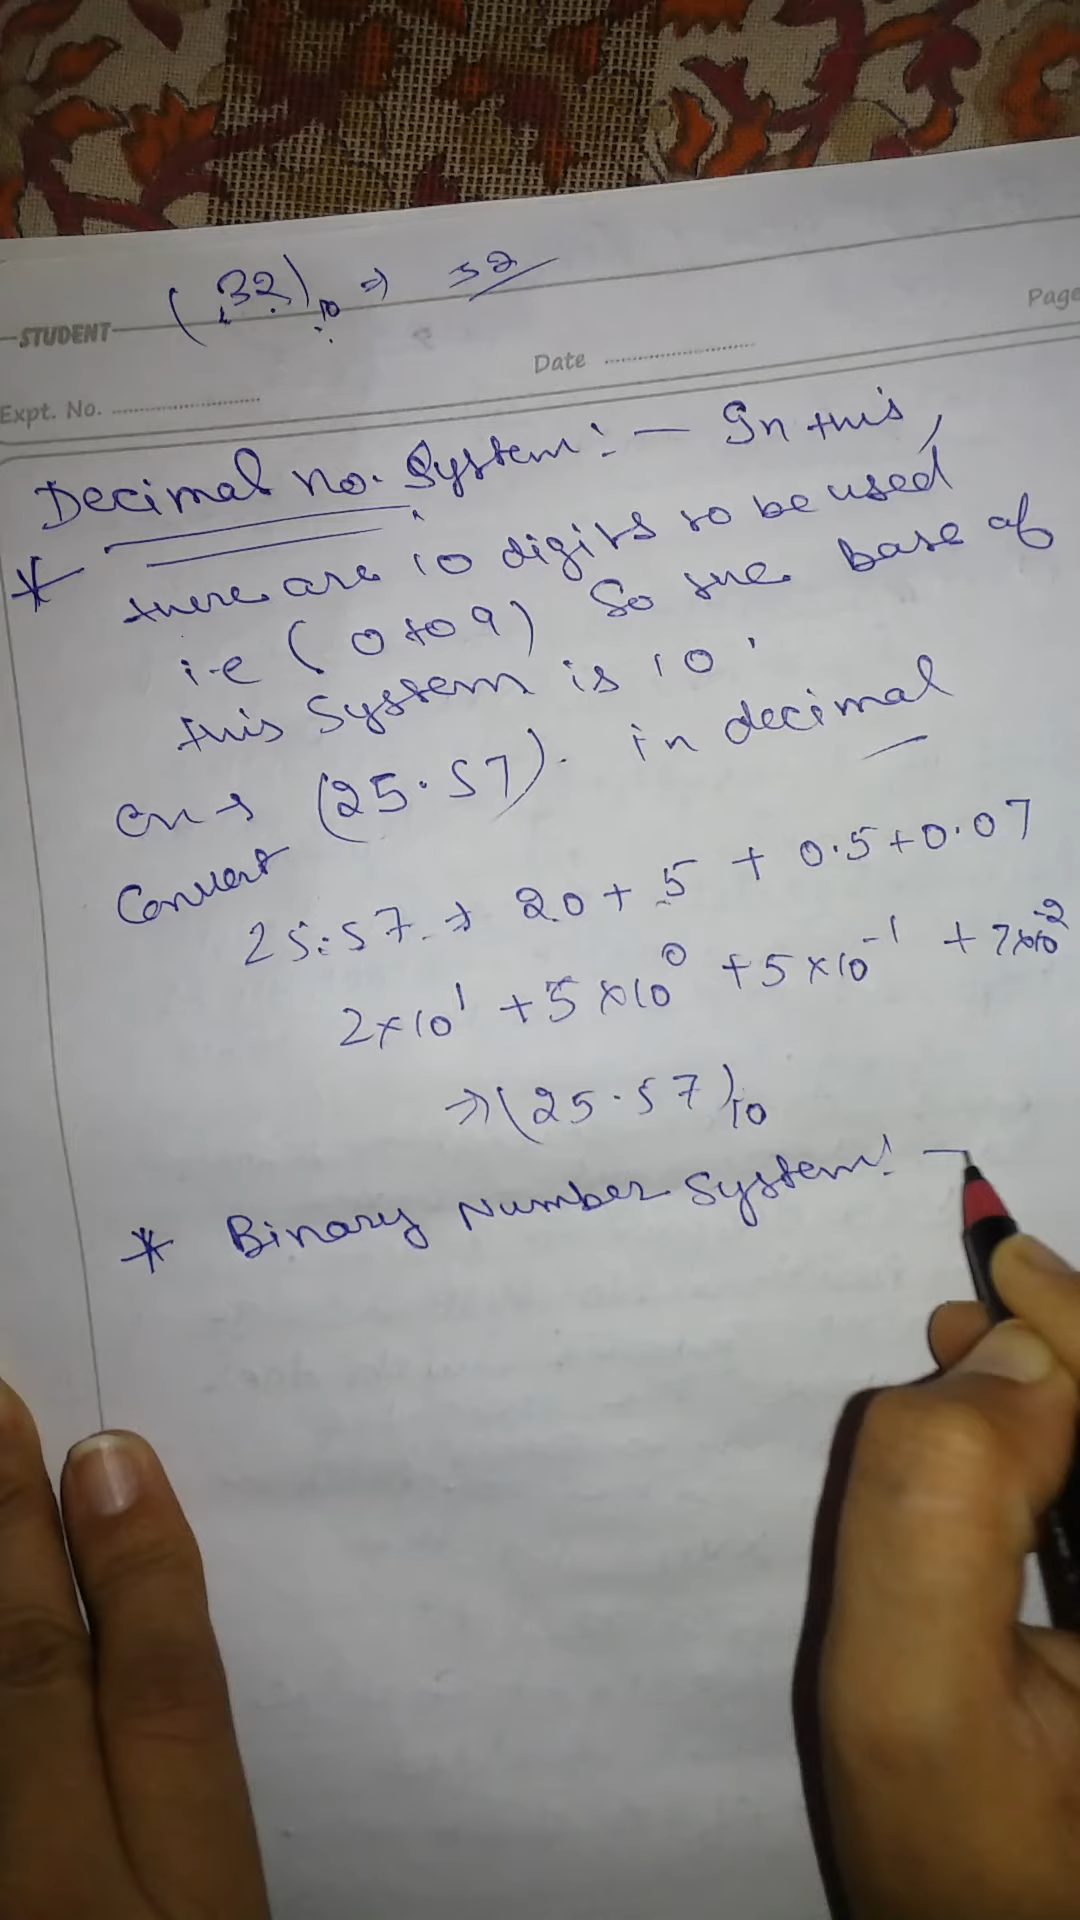 (32)10 ⇒ 32
STUDENT
Page
Date
Expt. No.
Decimal no. System:- In this,
* there are 10 digits to be used
i.e (0 to 9) So the base of
this System is 10.
(25.57). in decimal
Convert
25.57 → 20 + 5 + 0.5 + 0.07
2×10¹ + 5×10⁰ + 5×10⁻¹ + 7×10⁻²
⇒ (25.57)10
* Binary Number System: -